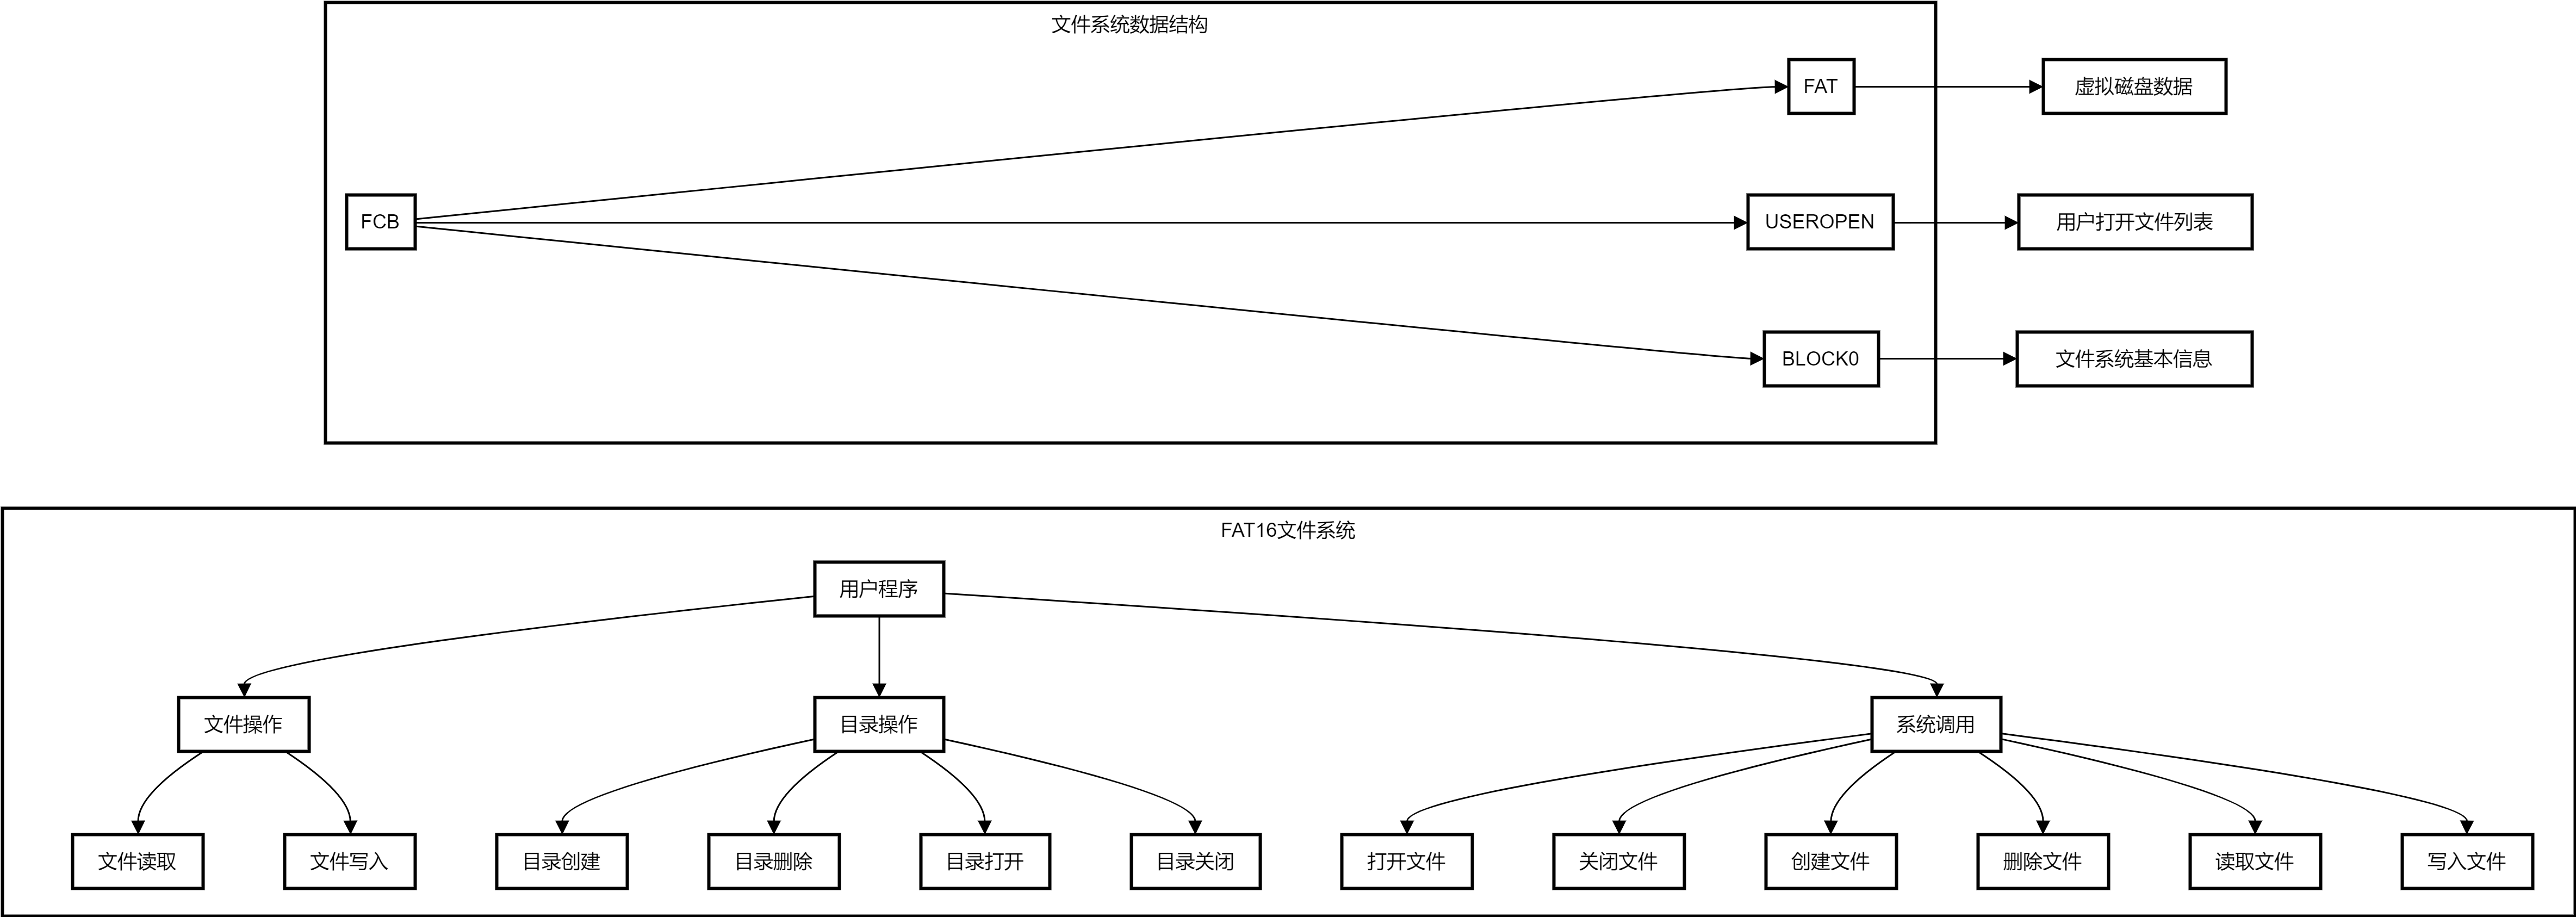 文件系统数据结构
FAT
虚拟磁盘数据
FCB
USEROPEN
用户打开文件列表
BLOCK0
文件系统基本信息
FAT16文件系统
用户程序
文件操作
目录操作
系统调用
文件读取
文件写入
目录创建
目录删除
目录打开
目录关闭
打开文件
关闭文件
创建文件
删除文件
读取文件
写入文件